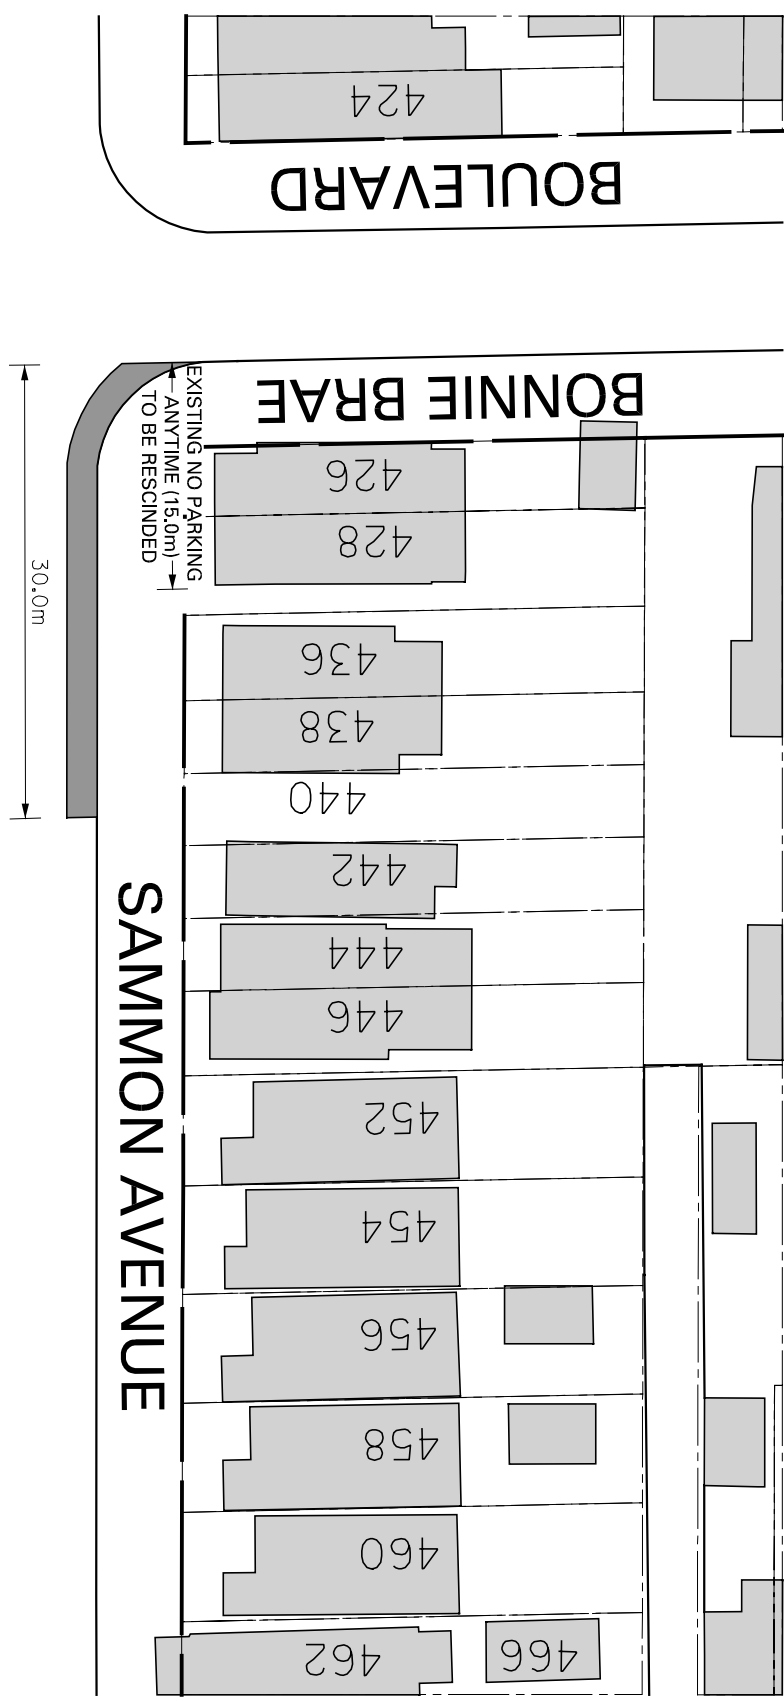 424
BOULEVARD
BONNIE BRAE
EXISTING NO PARKING
ANYTIME (15.0m)
TO BE RESCINDED
30.0m
426
428
436
438
440
442
444
446
SAMMON AVENUE
452
454
456
458
460
462
466